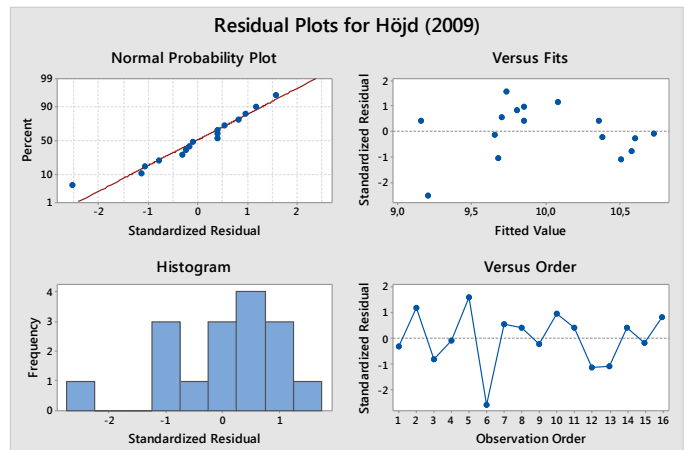 Residual Plots for Höjd (2009)
Normal Probability Plot
99
90
50
10
1
Percent
-2 -1 0 1 2
Standardized Residual
Versus Fits
2
1
0
-1
-2
Standardized Residual
9,0 9,5 10,0 10,5
Fitted Value
Histogram
4
3
2
1
0
Frequency
-2 -1 0 1
Standardized Residual
Versus Order
2
1
0
-1
-2
Standardized Residual
1 2 3 4 5 6 7 8 9 10 11 12 13 14 15 16
Observation Order